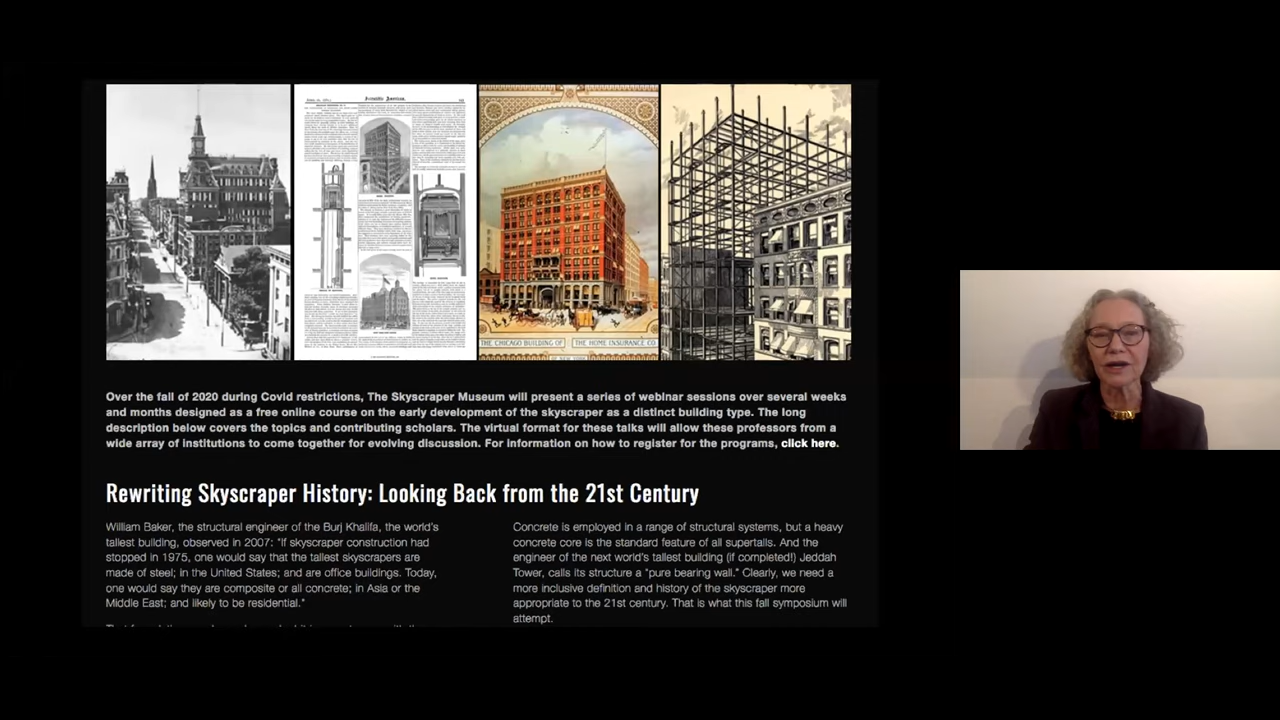 Scientific American.
THE CHICAGO BUILDING OF THE HOME INSURANCE CO.
OF NEW YORK
Over the fall of 2020 during Covid restrictions, The Skyscraper Museum will present a series of webinar sessions over several weeks
and months designed as a free online course on the early development of the skyscraper as a distinct building type. The long
description below covers the topics and contributing scholars. The virtual format for these talks will allow these professors from a
wide array of institutions to come together for evolving discussion. For information on how to register for the programs, click here.
Rewriting Skyscraper History: Looking Back from the 21st Century
William Baker, the structural engineer of the Burj Khalifa, the world's
tallest building, observed in 2007: "If skyscraper construction had
stopped in 1975, one would say that the tallest skyscrapers are
made of steel; in the United States; and are office buildings. Today,
one would say they are composite or all concrete; in Asia or the
Middle East; and likely to be residential."
Concrete is employed in a range of structural systems, but a heavy
concrete core is the standard feature of all supertalls. And the
engineer of the next world's tallest building (if completed!) Jeddah
Tower, calls its structure a "pure bearing wall." Clearly, we need a
more inclusive definition and history of the skyscraper more
appropriate to the 21st century. That is what this fall symposium will
attempt.